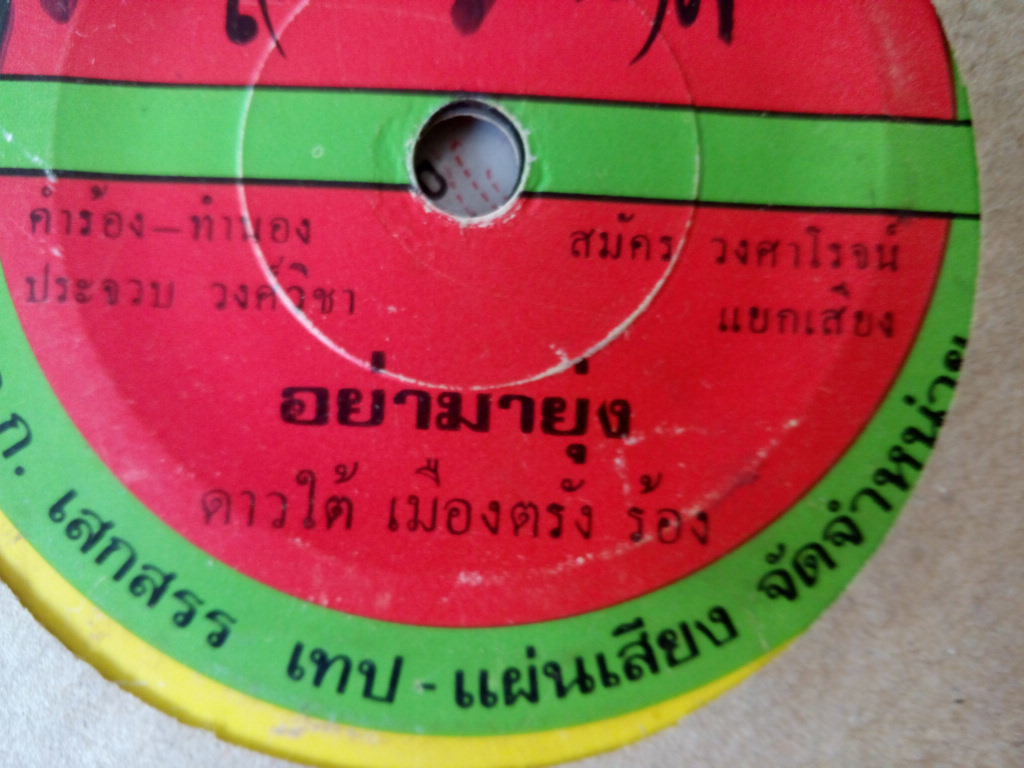 คำร้อง–ทำนอง
ประจวบ วงศ์วิชา
สมัคร วงศาโรจน์
แยกเสียง
อย่ามายุ่ง
ดาวใต้ เมืองตรัง ร้อง
ก. เสกสรร เทป - แผ่นเสียง จัดจำหน่าย